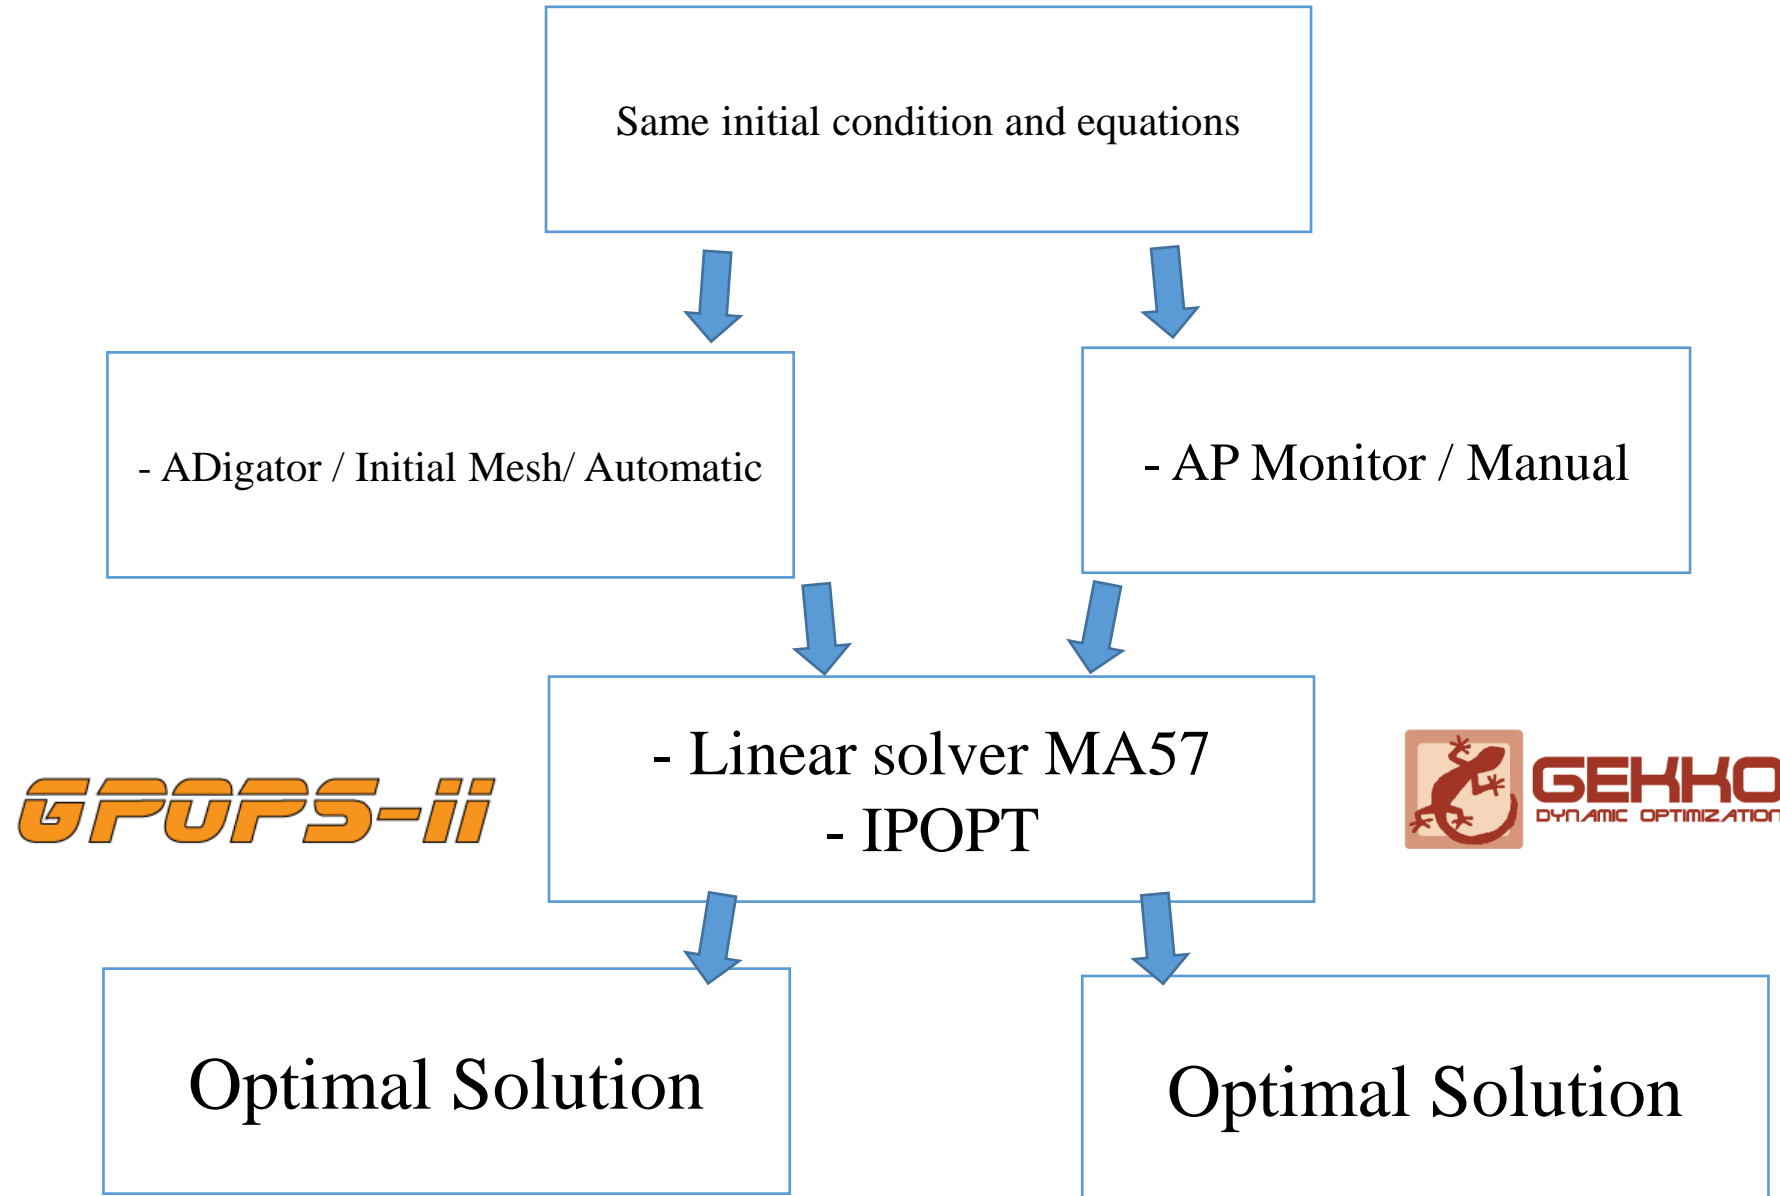 Same initial condition and equations
- ADigator / Initial Mesh/ Automatic
- AP Monitor / Manual
- Linear solver MA57
- IPOPT
GPOPS-ii
GEKKO
DYNAMIC OPTIMIZATION
Optimal Solution
Optimal Solution